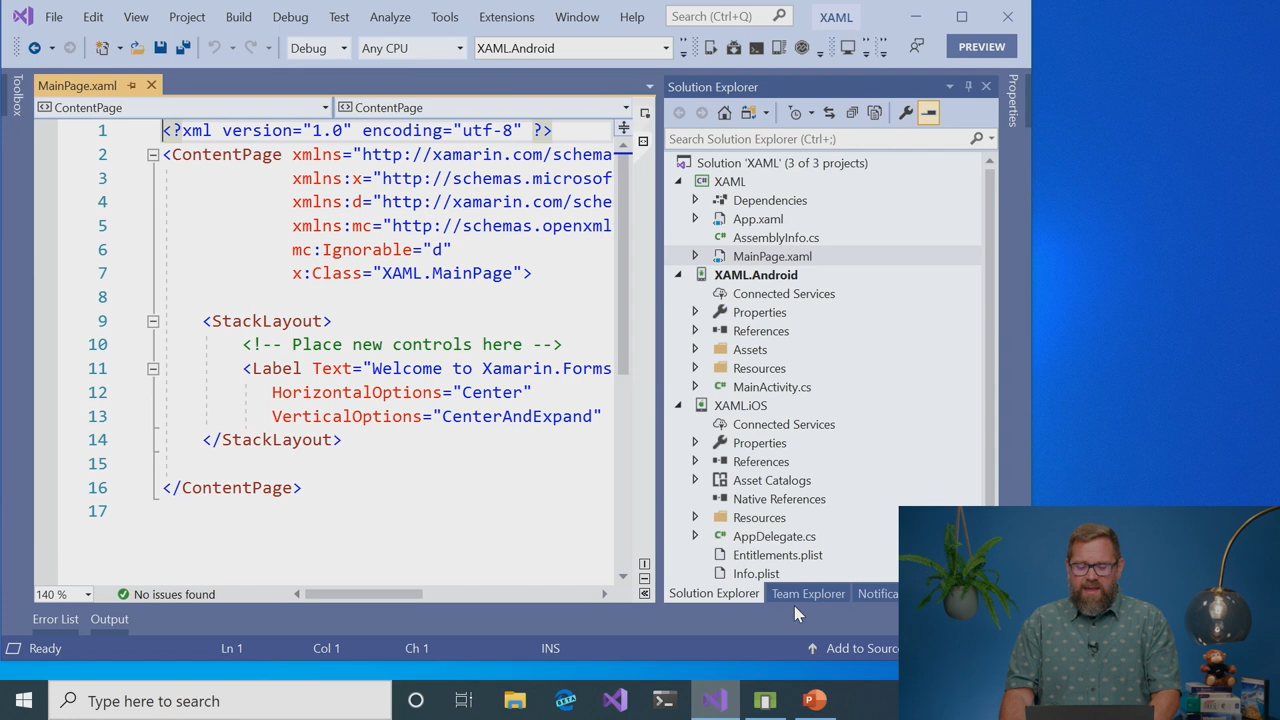 File Edit View Project Build Debug Test Analyze Tools Extensions Window Help Search (Ctrl+Q) XAML
Debug Any CPU XAML.Android PREVIEW
Toolbox
MainPage.xaml
ContentPage ContentPage
1 <?xml version="1.0" encoding="utf-8" ?>
2 <ContentPage xmlns="http://xamarin.com/schema
3 xmlns:x="http://schemas.microsof
4 xmlns:d="http://xamarin.com/sche
5 xmlns:mc="http://schemas.openxml
6 mc:Ignorable="d"
7 x:Class="XAML.MainPage">
8
9 <StackLayout>
10 <!-- Place new controls here -->
11 <Label Text="Welcome to Xamarin.Forms
12 HorizontalOptions="Center"
13 VerticalOptions="CenterAndExpand"
14 </StackLayout>
15
16 </ContentPage>
17
140 % No issues found
Solution Explorer
Search Solution Explorer (Ctrl+;)
Solution 'XAML' (3 of 3 projects)
XAML
Dependencies
App.xaml
AssemblyInfo.cs
MainPage.xaml
XAML.Android
Connected Services
Properties
References
Assets
Resources
MainActivity.cs
XAML.iOS
Connected Services
Properties
References
Asset Catalogs
Native References
Resources
AppDelegate.cs
Entitlements.plist
Info.plist
Solution Explorer Team Explorer Notifica
Properties
Error List Output
Ready Ln 1 Col 1 Ch 1 INS Add to Sourc
Type here to search
BETA